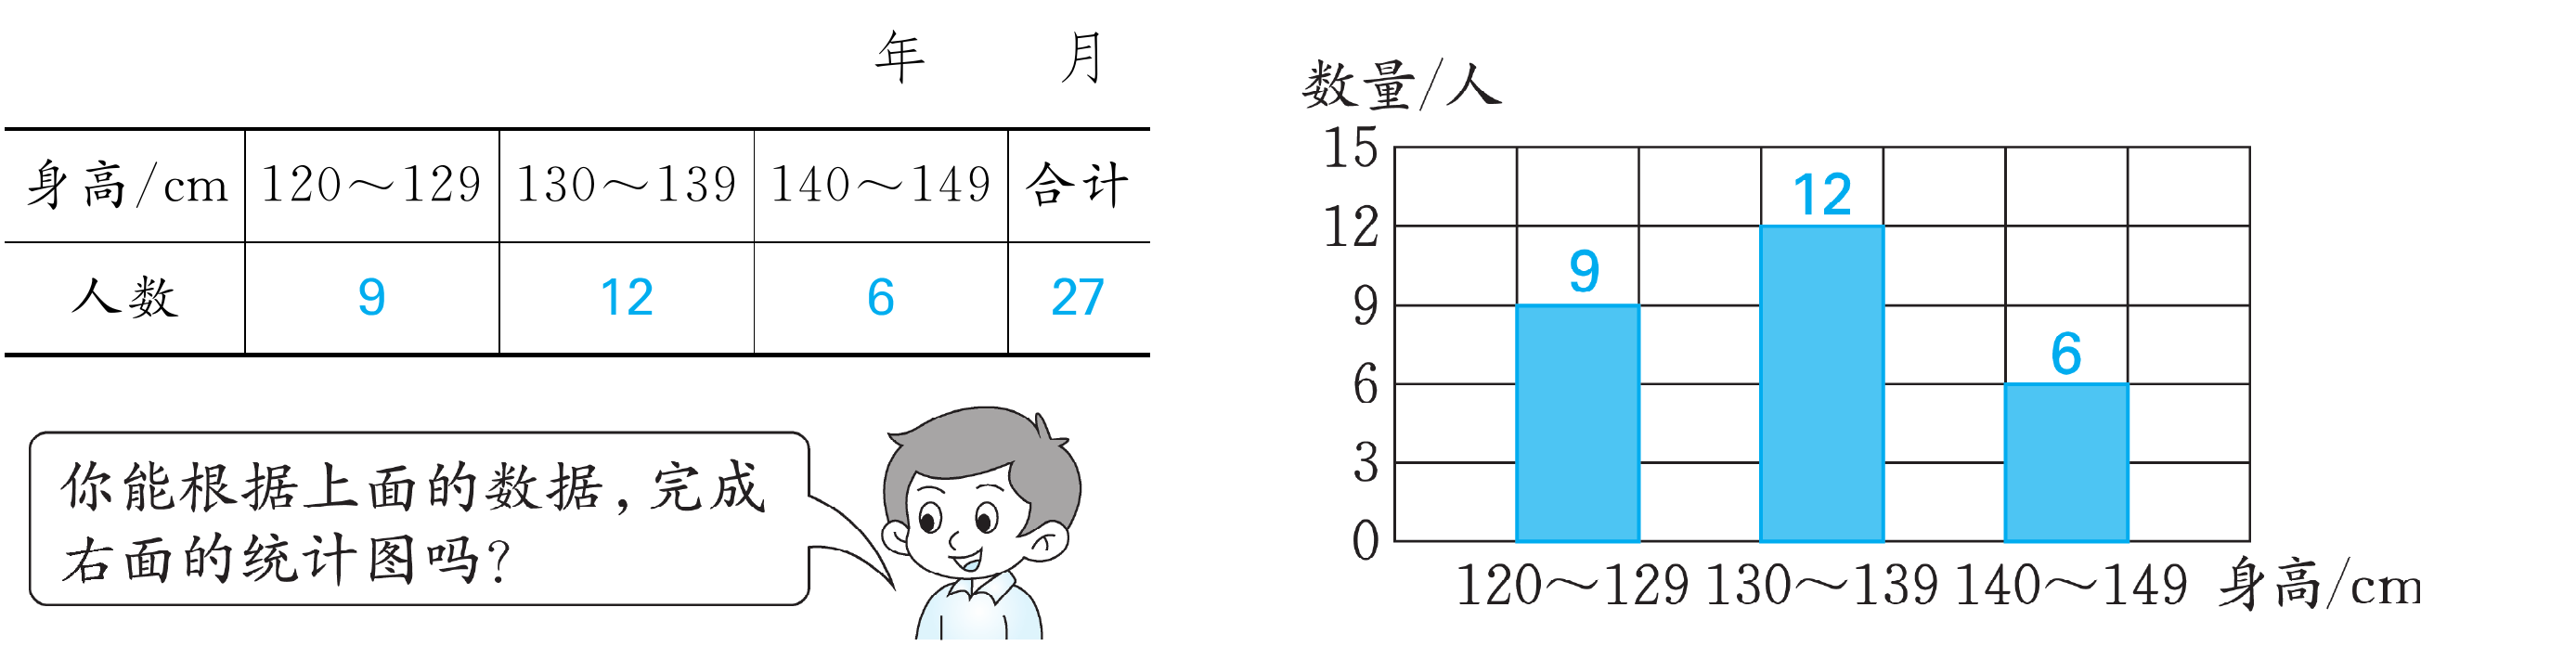 年 月
身高/cm 120～129 130～139 140～149 合计
人数 9 12 6 27
你能根据上面的数据,完成
右面的统计图吗?
数量/人
15
12
9
6
3
0
9
12
6
120～129 130～139 140～149 身高/cm